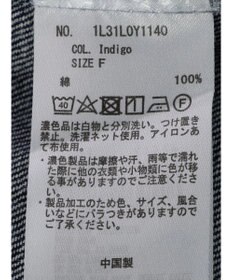 NO. 1L31L0Y1140
COL. Indigo
SIZE F
綿 100%
40
濃色品は白物と分別洗い。つけ置き
禁止。洗濯ネット使用。アイロンあ
て布使用。
・濃色製品は摩擦や汗、雨等で濡れ
た際に他の衣類や小物類に色が移
る事がありますのでご注意くださ
い。
・製品加工のため色、サイズ、風合
いなどにバラつきがありますので
ご了承ください。
中国製